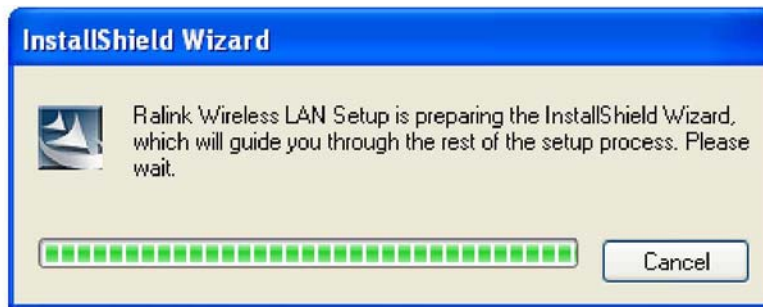 InstallShield Wizard
Ralink Wireless LAN Setup is preparing the InstallShield Wizard,
which will guide you through the rest of the setup process. Please
wait.
Cancel